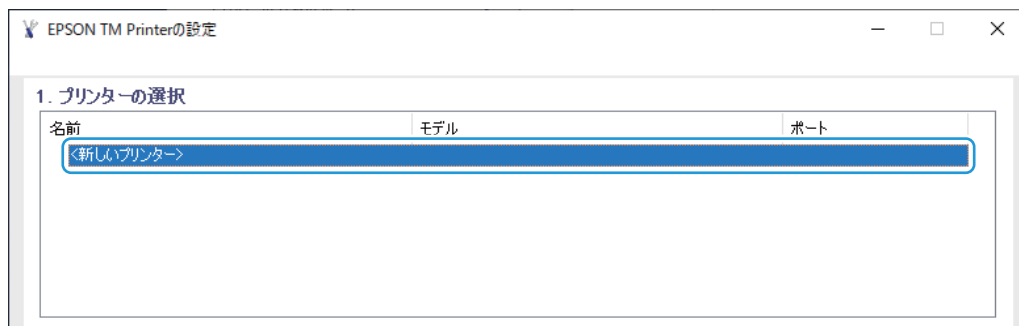 EPSON TM Printerの設定
1. プリンターの選択
名前 モデル ポート
<新しいプリンター>